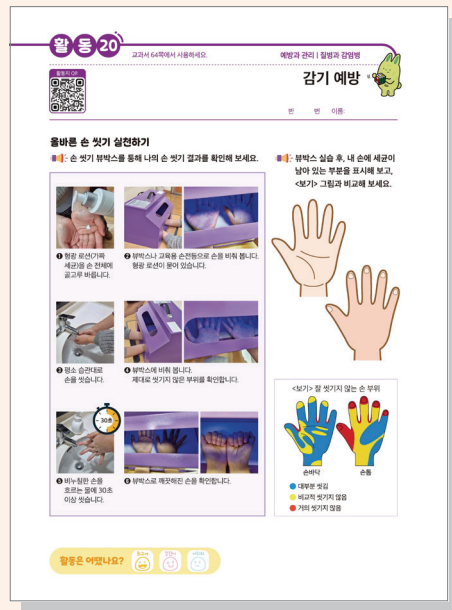 활동 20
교과서 64쪽에서 사용하세요.
예방과 관리 | 질병과 감염병
활동지 QR
감기 예방
반 번 이름:
올바른 손 씻기 실천하기
손 씻기 뷰박스를 통해 나의 손 씻기 결과를 확인해 보세요.
❶ 형광 로션(가짜
세균)을 손 전체에
골고루 바릅니다.
❷ 뷰박스나 교육용 손전등으로 손을 비춰 봅니다.
형광 로션이 묻어 있습니다.
❸ 평소 습관대로
손을 씻습니다.
❹ 뷰박스에 비춰 봅니다.
제대로 씻기지 않은 부위를 확인합니다.
30초
❺ 비누칠한 손을
흐르는 물에 30초
이상 씻습니다.
❻ 뷰박스로 깨끗해진 손을 확인합니다.
뷰박스 실습 후, 내 손에 세균이
남아 있는 부분을 표시해 보고,
<보기> 그림과 비교해 보세요.
<보기> 잘 씻기지 않는 손 부위
손바닥
손등
대부분 씻김
비교적 씻기지 않음
거의 씻기지 않음
활동은 어땠나요?